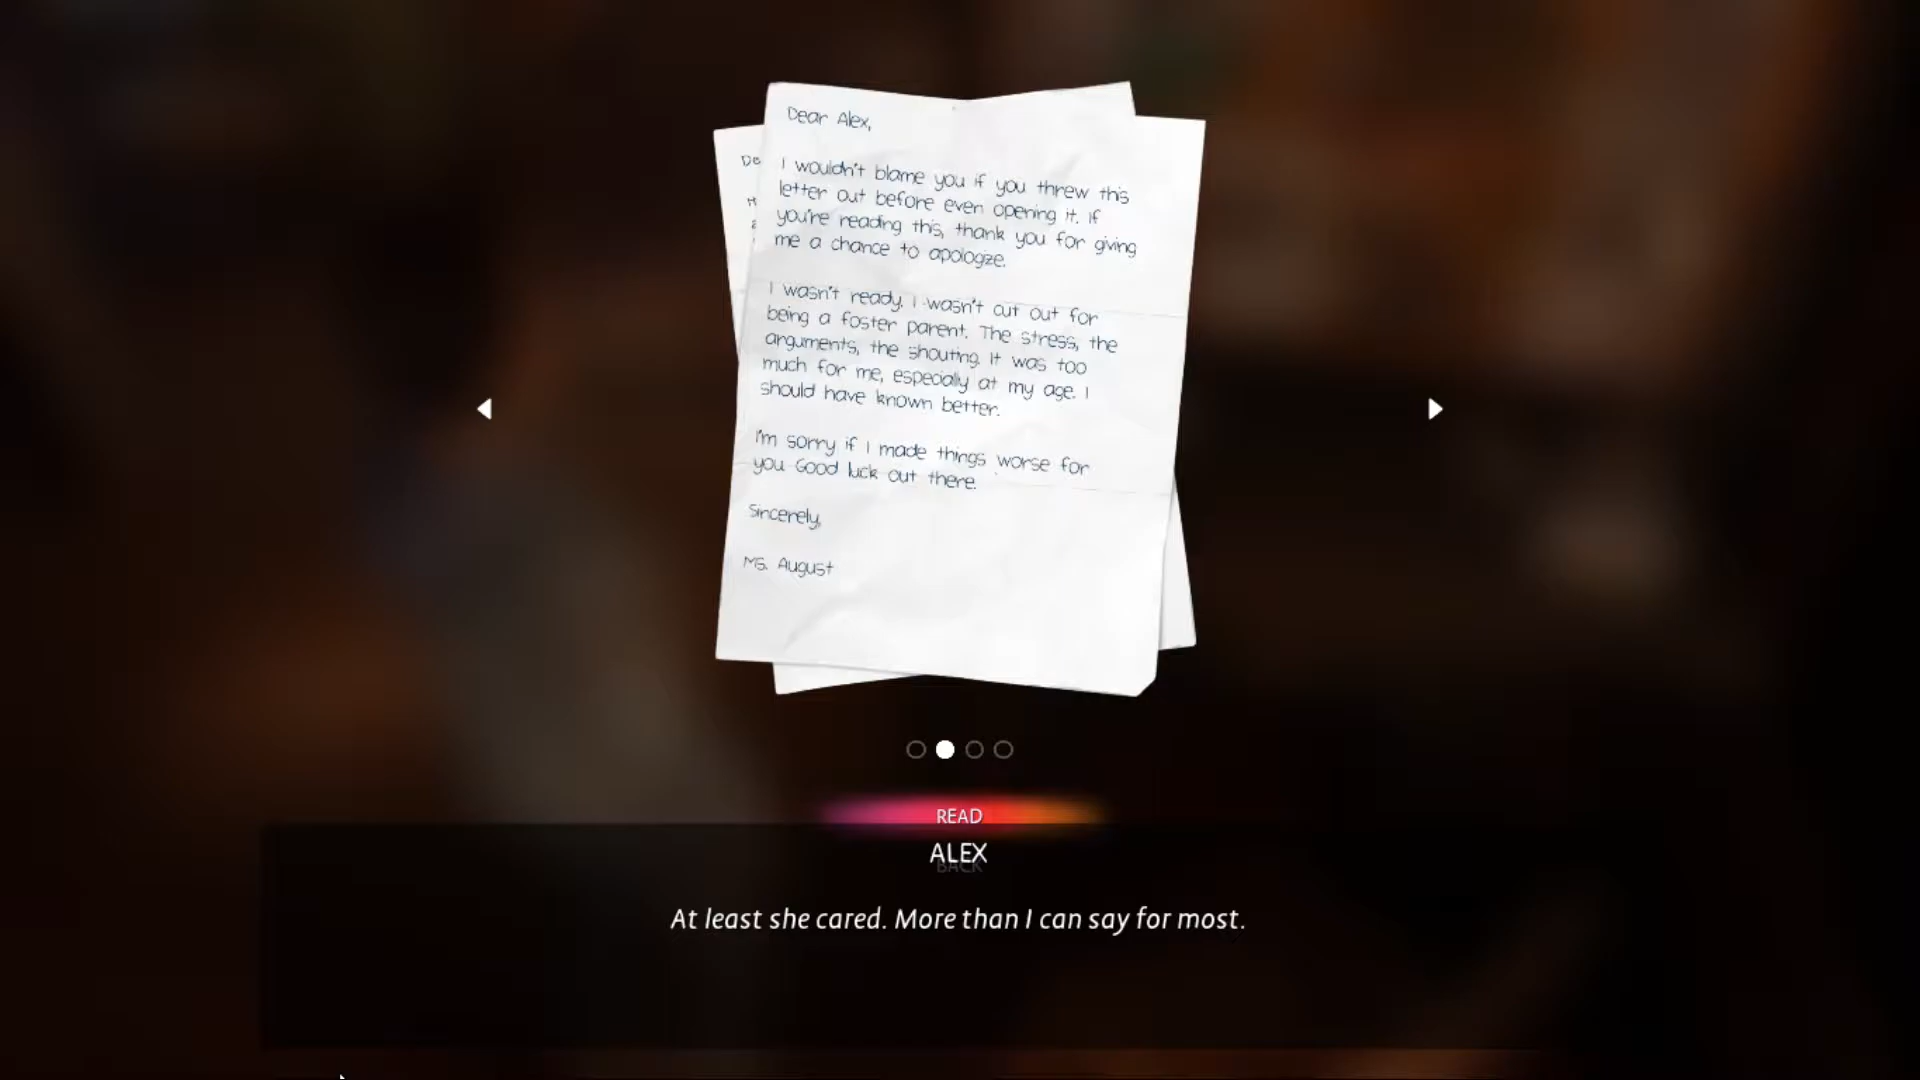 Dear Alex,
De
I wouldn't blame you if you threw this
letter out before even opening it. If
you're reading this, thank you for giving
me a chance to apologize.
I wasn't ready. I wasn't cut out for
being a foster parent. The stress, the
arguments, the shouting. It was too
much for me, especially at my age. I
should have known better.
I'm sorry if I made things worse for
you. Good luck out there.
Sincerely,
Ms. August
READ
ALEX
BACK
At least she cared. More than I can say for most.